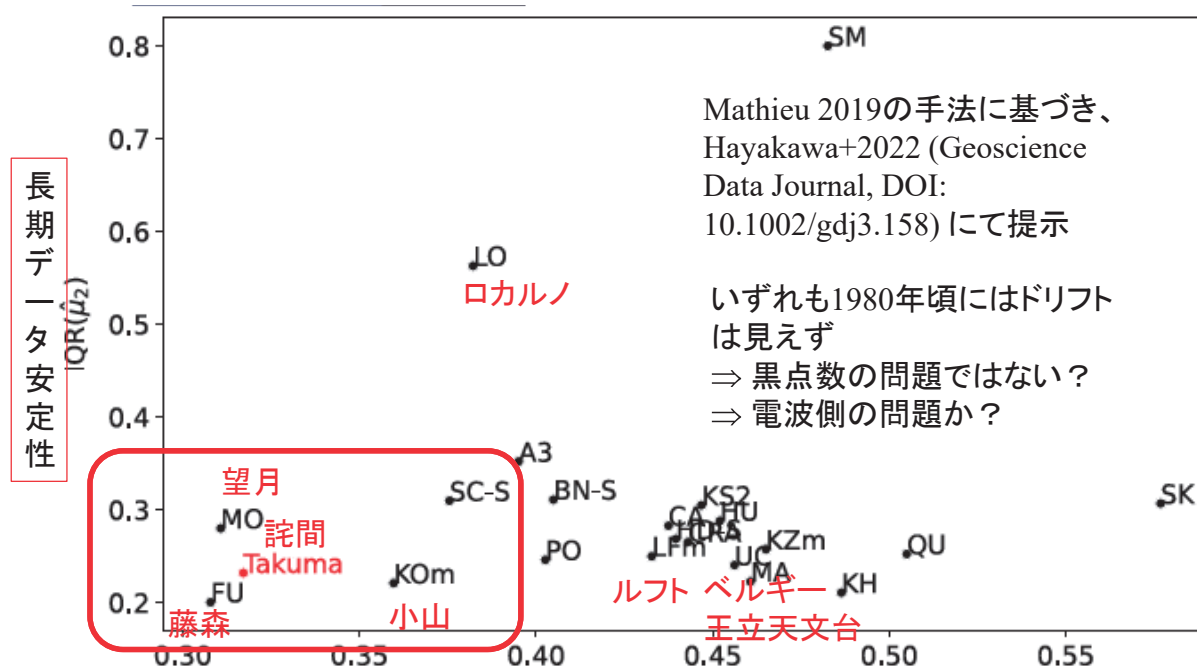 0.8
0.7
0.6
0.5
0.4
0.3
0.2
長期データ安定性
|QR(μ̂₂)
SM
Mathieu 2019の手法に基づき、
Hayakawa+2022 (Geoscience
Data Journal, DOI:
10.1002/gdj3.158) にて提示
LO
ロカルノ
いずれも1980年頃にはドリフト
は見えず
⇒ 黒点数の問題ではない？
⇒ 電波側の問題か？
A3
望月
SC-S
BN-S
KS2
SK
MO
CA
HU
詫間
Takuma
PO
LFm
KZm
QU
FU
KOm
UC
MA
KH
藤森
小山
ルフト ベルギー
王立天文台
0.30
0.35
0.40
0.45
0.50
0.55